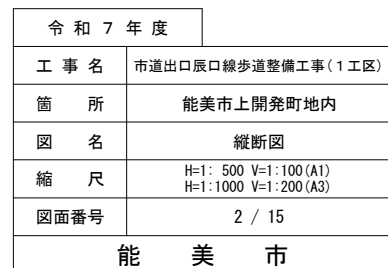 令和7年度
工事名 市道出口辰口線歩道整備工事(1工区)
箇所 能美市上開発町地内
図名 縦断図
縮尺 H=1: 500 V=1:100(A1)
H=1:1000 V=1:200(A3)
図面番号 2 / 15
能美市